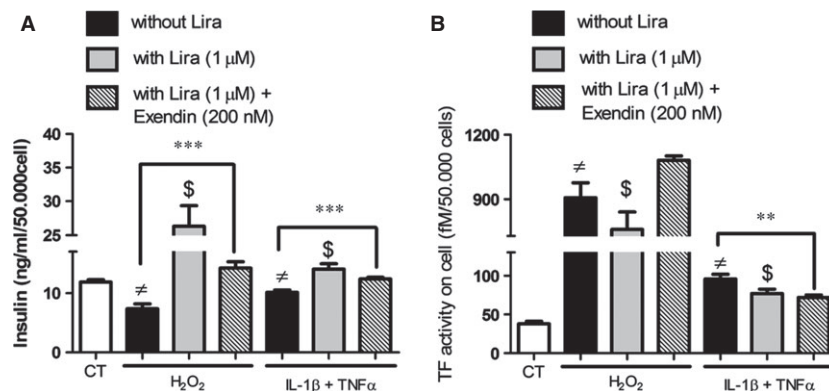 A
without Lira
with Lira (1 μM)
with Lira (1 μM) +
Exendin (200 nM)
Insulin (ng/ml/50.000cell)
40
35
30
25
10
0
***
***
≠
$
≠
$
CT
H₂O₂
IL-1β + TNFα
B
without Lira
with Lira (1 μM)
with Lira (1 μM) +
Exendin (200 nM)
TF activity on cell (fM/50.000 cells)
1200
900
100
50
0
≠
$
**
≠
$
CT
H₂O₂
IL-1β + TNFα